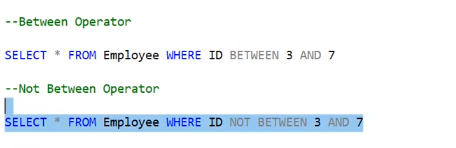 --Between Operator
SELECT * FROM Employee WHERE ID BETWEEN 3 AND 7
--Not Between Operator
SELECT * FROM Employee WHERE ID NOT BETWEEN 3 AND 7